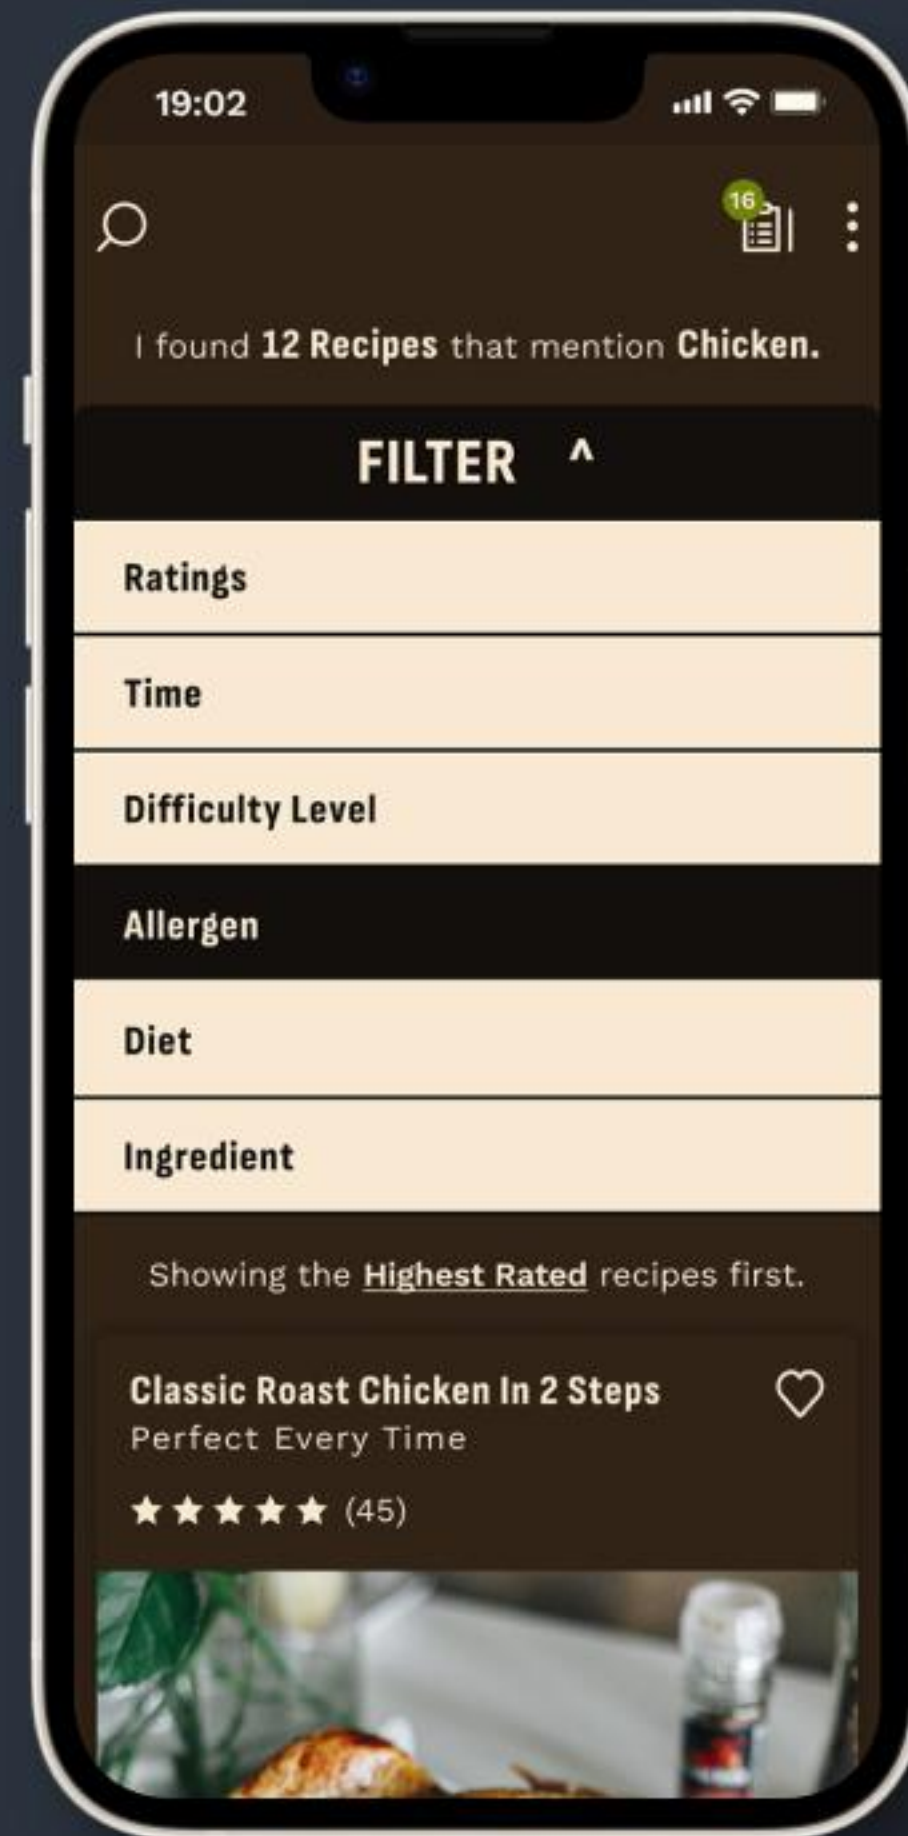 19:02
16
I found 12 Recipes that mention Chicken.
FILTER ^
Ratings
Time
Difficulty Level
Allergen
Diet
Ingredient
Showing the Highest Rated recipes first.
Classic Roast Chicken In 2 Steps
Perfect Every Time
(45)